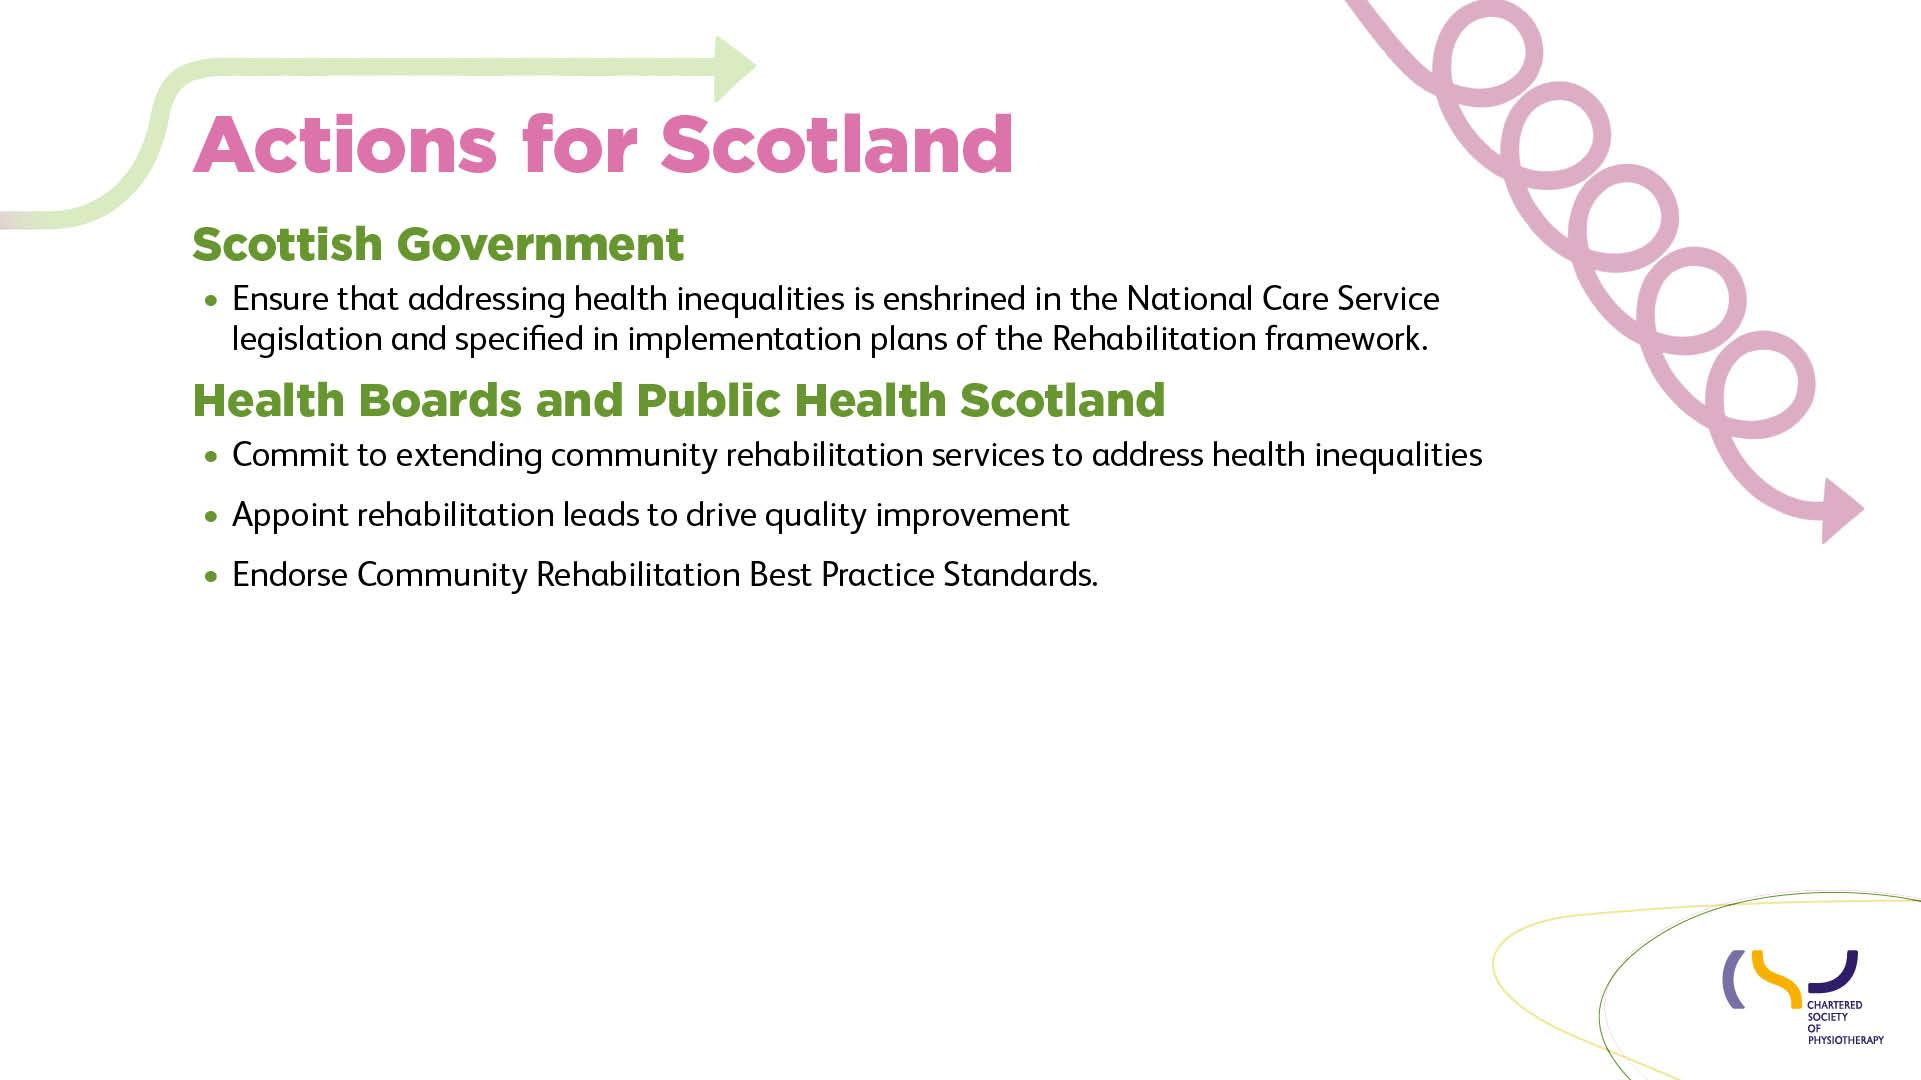 Actions for Scotland
Scottish Government
• Ensure that addressing health inequalities is enshrined in the National Care Service
legislation and specified in implementation plans of the Rehabilitation framework.
Health Boards and Public Health Scotland
• Commit to extending community rehabilitation services to address health inequalities
• Appoint rehabilitation leads to drive quality improvement
• Endorse Community Rehabilitation Best Practice Standards.
CHARTERED
SOCIETY
OF
PHYSIOTHERAPY